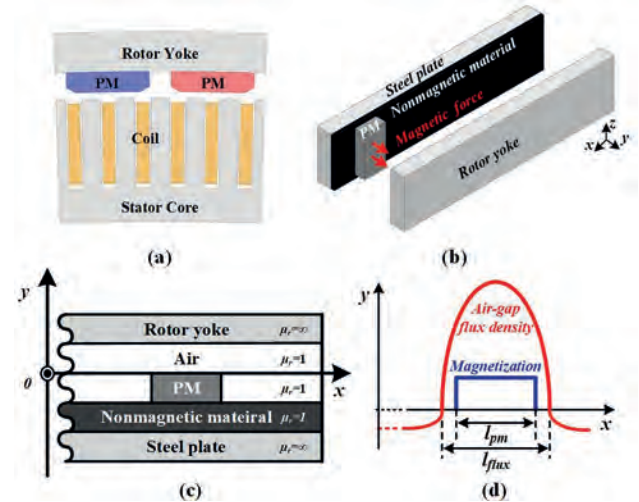 Rotor Yoke
PM
PM
Coil
Stator Core
(a)
Steel plate
Nonmagnetic material
PM
Magnetic force
Rotor yoke
z
x
y
(b)
y
Rotor yoke
μr=∞
Air
μr=1
0
x
PM
μr=1
Nonmagnetic mateiral
μr=1
Steel plate
μr=∞
(c)
y
Air-gap
flux density
Magnetization
x
lpm
lflux
(d)